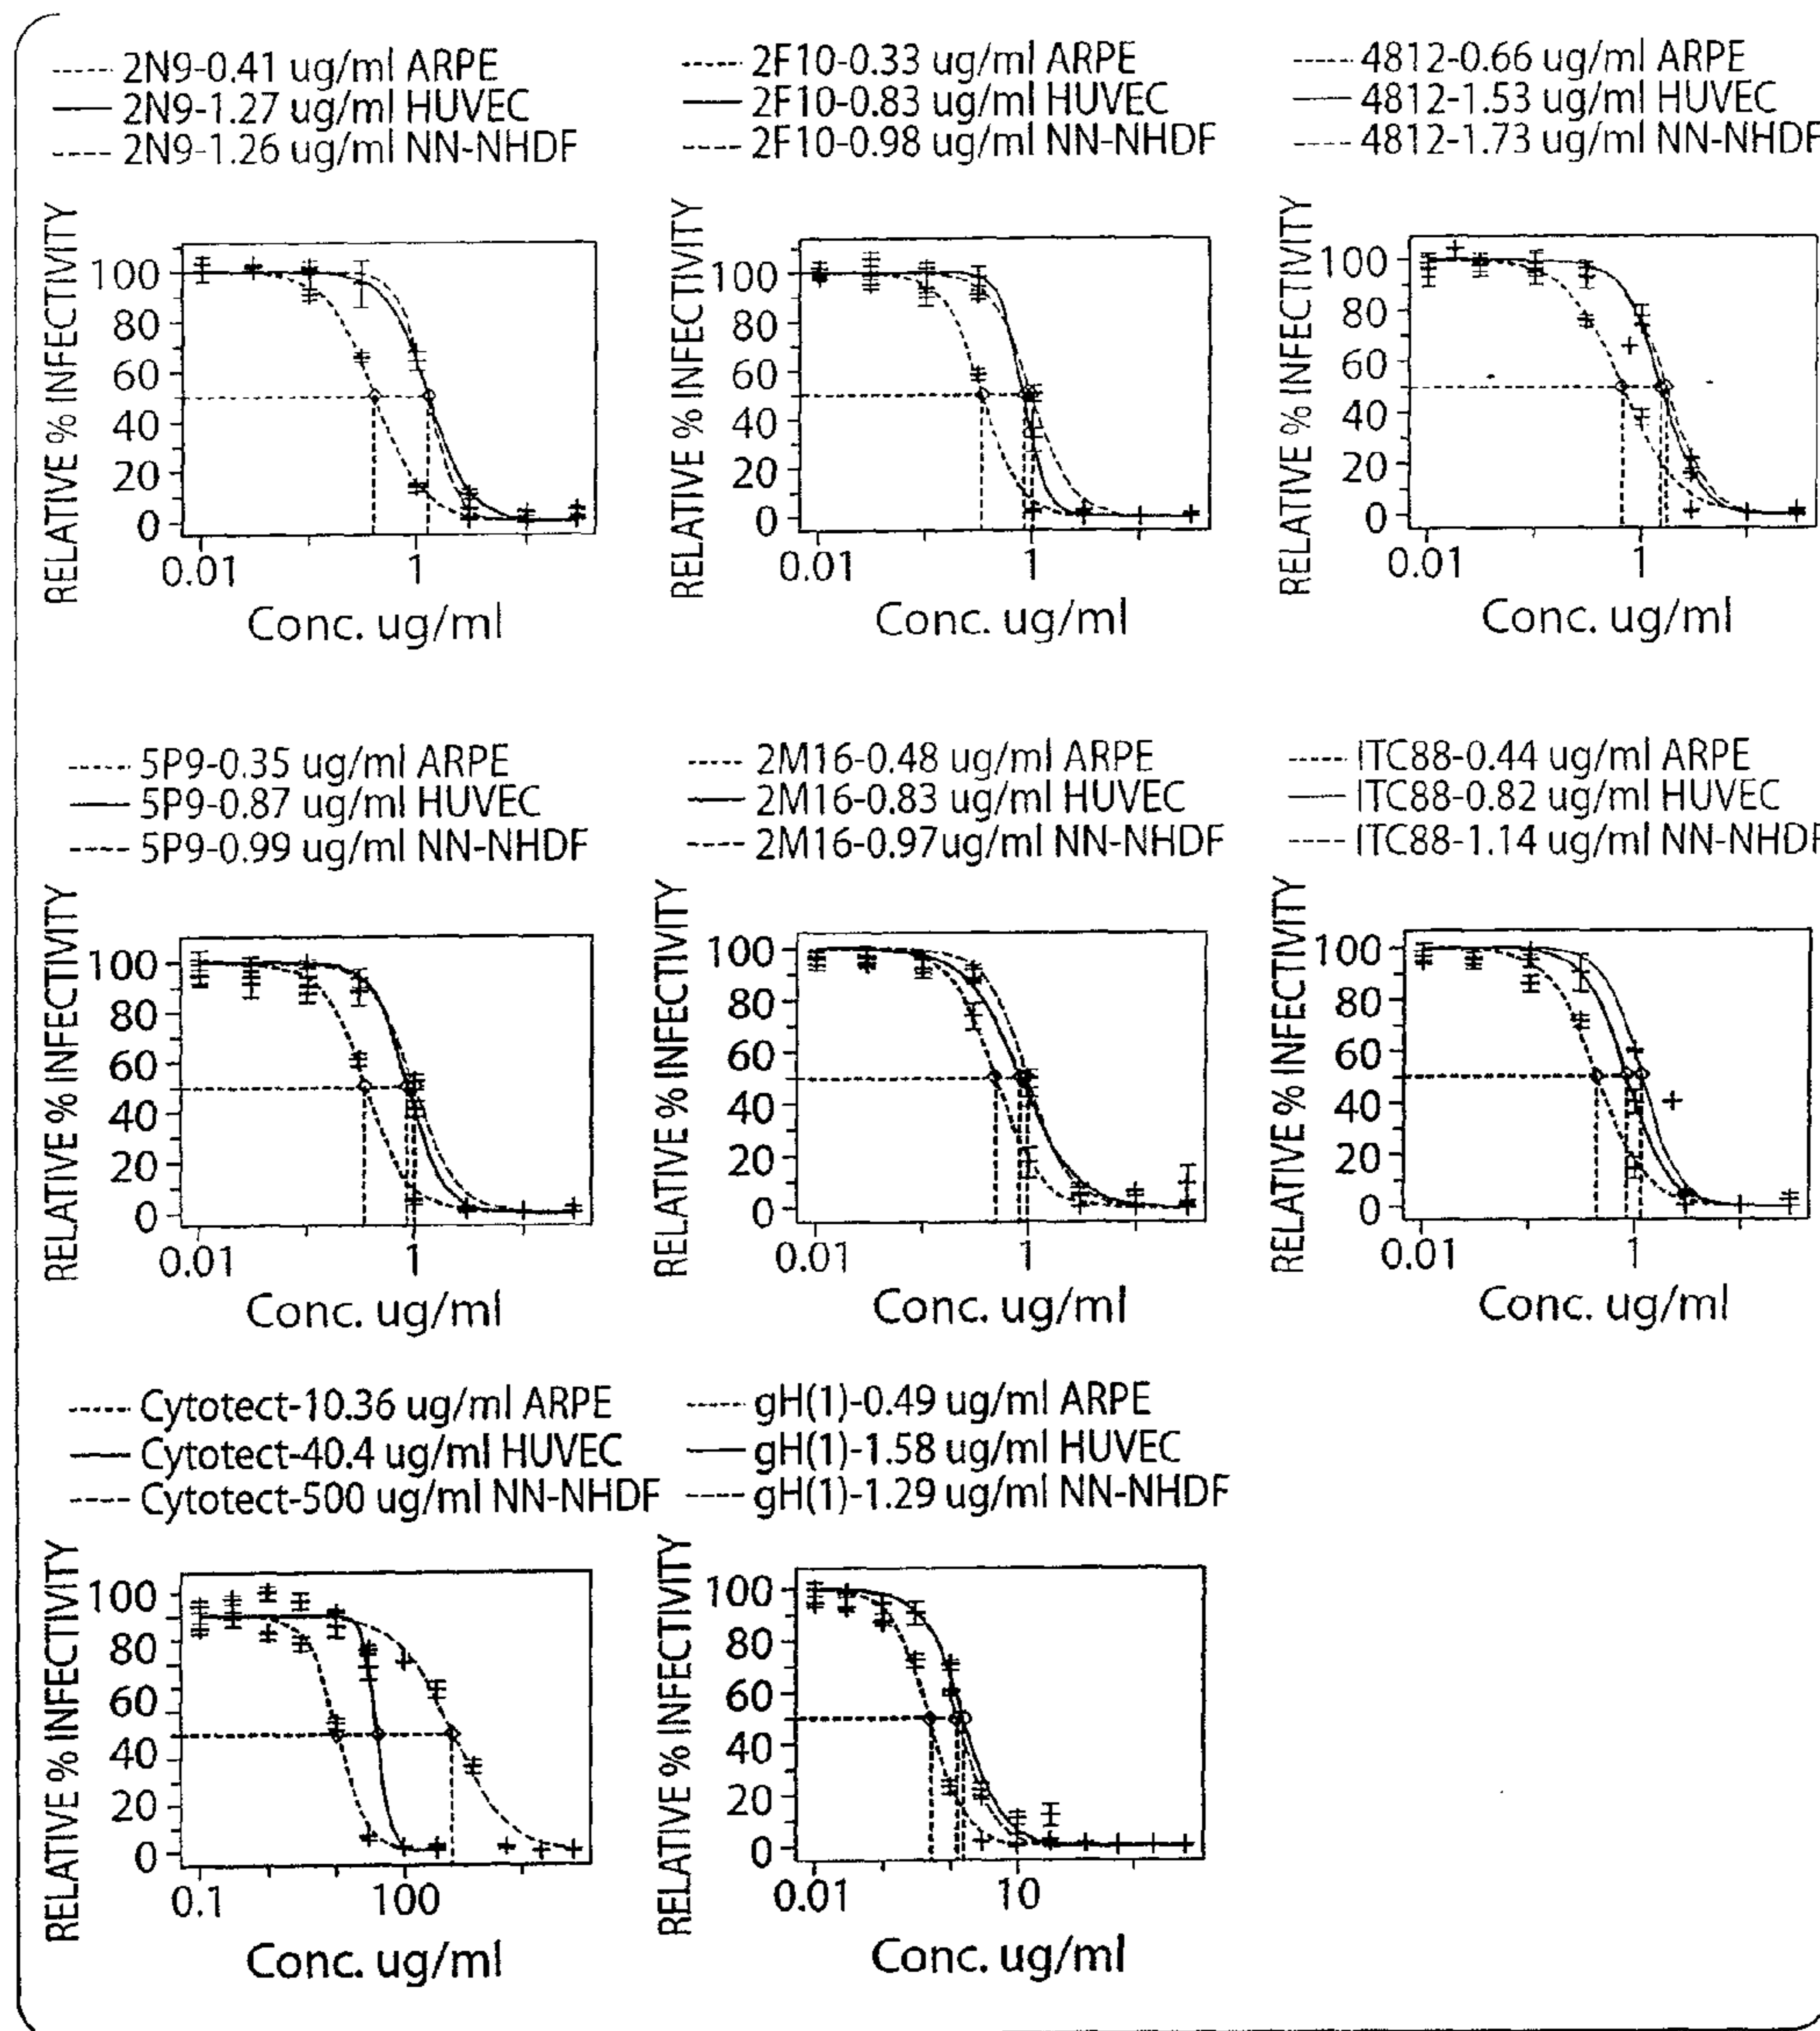 2N9-0.41 ug/ml ARPE
2N9-1.27 ug/ml HUVEC
2N9-1.26 ug/ml NN-NHDF
RELATIVE % INFECTIVITY
100
80
60
40
20
0
0.01
1
Conc. ug/ml
2F10-0.33 ug/ml ARPE
2F10-0.83 ug/ml HUVEC
2F10-0.98 ug/ml NN-NHDF
RELATIVE % INFECTIVITY
100
80
60
40
20
0
0.01
1
Conc. ug/ml
4812-0.66 ug/ml ARPE
4812-1.53 ug/ml HUVEC
4812-1.73 ug/ml NN-NHDF
RELATIVE % INFECTIVITY
100
80
60
40
20
0
0.01
1
Conc. ug/ml
5P9-0.35 ug/ml ARPE
5P9-0.87 ug/ml HUVEC
5P9-0.99 ug/ml NN-NHDF
RELATIVE % INFECTIVITY
100
80
60
40
20
0
0.01
1
Conc. ug/ml
2M16-0.48 ug/ml ARPE
2M16-0.83 ug/ml HUVEC
2M16-0.97ug/ml NN-NHDF
RELATIVE % INFECTIVITY
100
80
60
40
20
0
0.01
1
Conc. ug/ml
ITC88-0.44 ug/ml ARPE
ITC88-0.82 ug/ml HUVEC
ITC88-1.14 ug/ml NN-NHDF
RELATIVE % INFECTIVITY
100
80
60
40
20
0
0.01
1
Conc. ug/ml
Cytotect-10.36 ug/ml ARPE
Cytotect-40.4 ug/ml HUVEC
Cytotect-500 ug/ml NN-NHDF
RELATIVE % INFECTIVITY
100
80
60
40
20
0
0.1
100
Conc. ug/ml
gH(1)-0.49 ug/ml ARPE
gH(1)-1.58 ug/ml HUVEC
gH(1)-1.29 ug/ml NN-NHDF
RELATIVE % INFECTIVITY
100
80
60
40
20
0
0.01
10
Conc. ug/ml